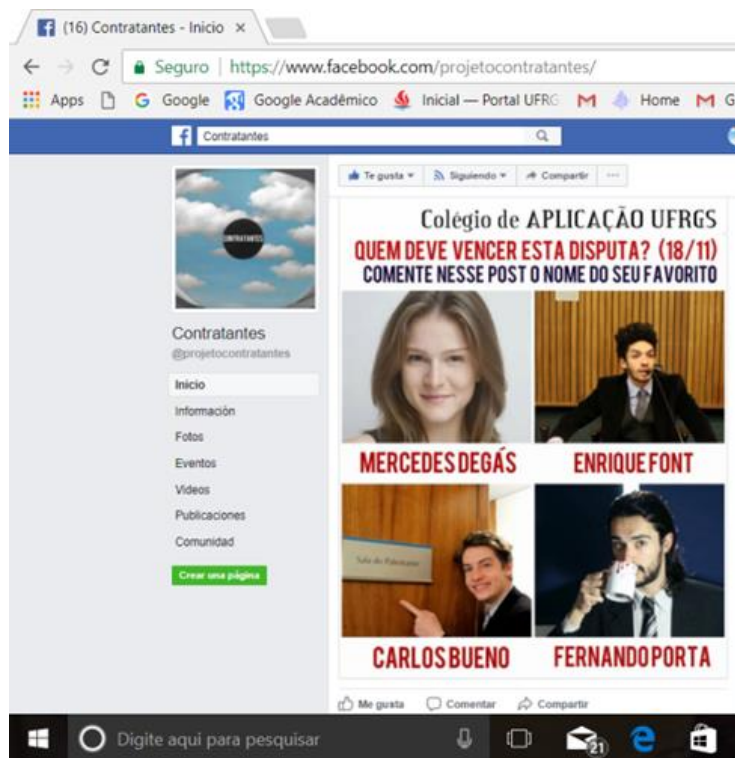 (16) Contratantes - Inicio
Seguro | https://www.facebook.com/projetocontratantes/
Apps Google Google Acadêmico Inicial — Portal UFRG Home G
Contratantes
Te gusta Siguiendo Compartir
CONTRATANTES
Colégio de APLICAÇÃO UFRGS
QUEM DEVE VENCER ESTA DISPUTA? (18/11)
COMENTE NESSE POST O NOME DO SEU FAVORITO
Contratantes
@projetocontratantes
Inicio
Información
Fotos
Eventos
Videos
Publicaciones
Comunidad
Crear una página
MERCEDES DEGÁS
ENRIQUE FONT
CARLOS BUENO
FERNANDO PORTA
Me gusta Comentar Compartir
Digite aqui para pesquisar
21